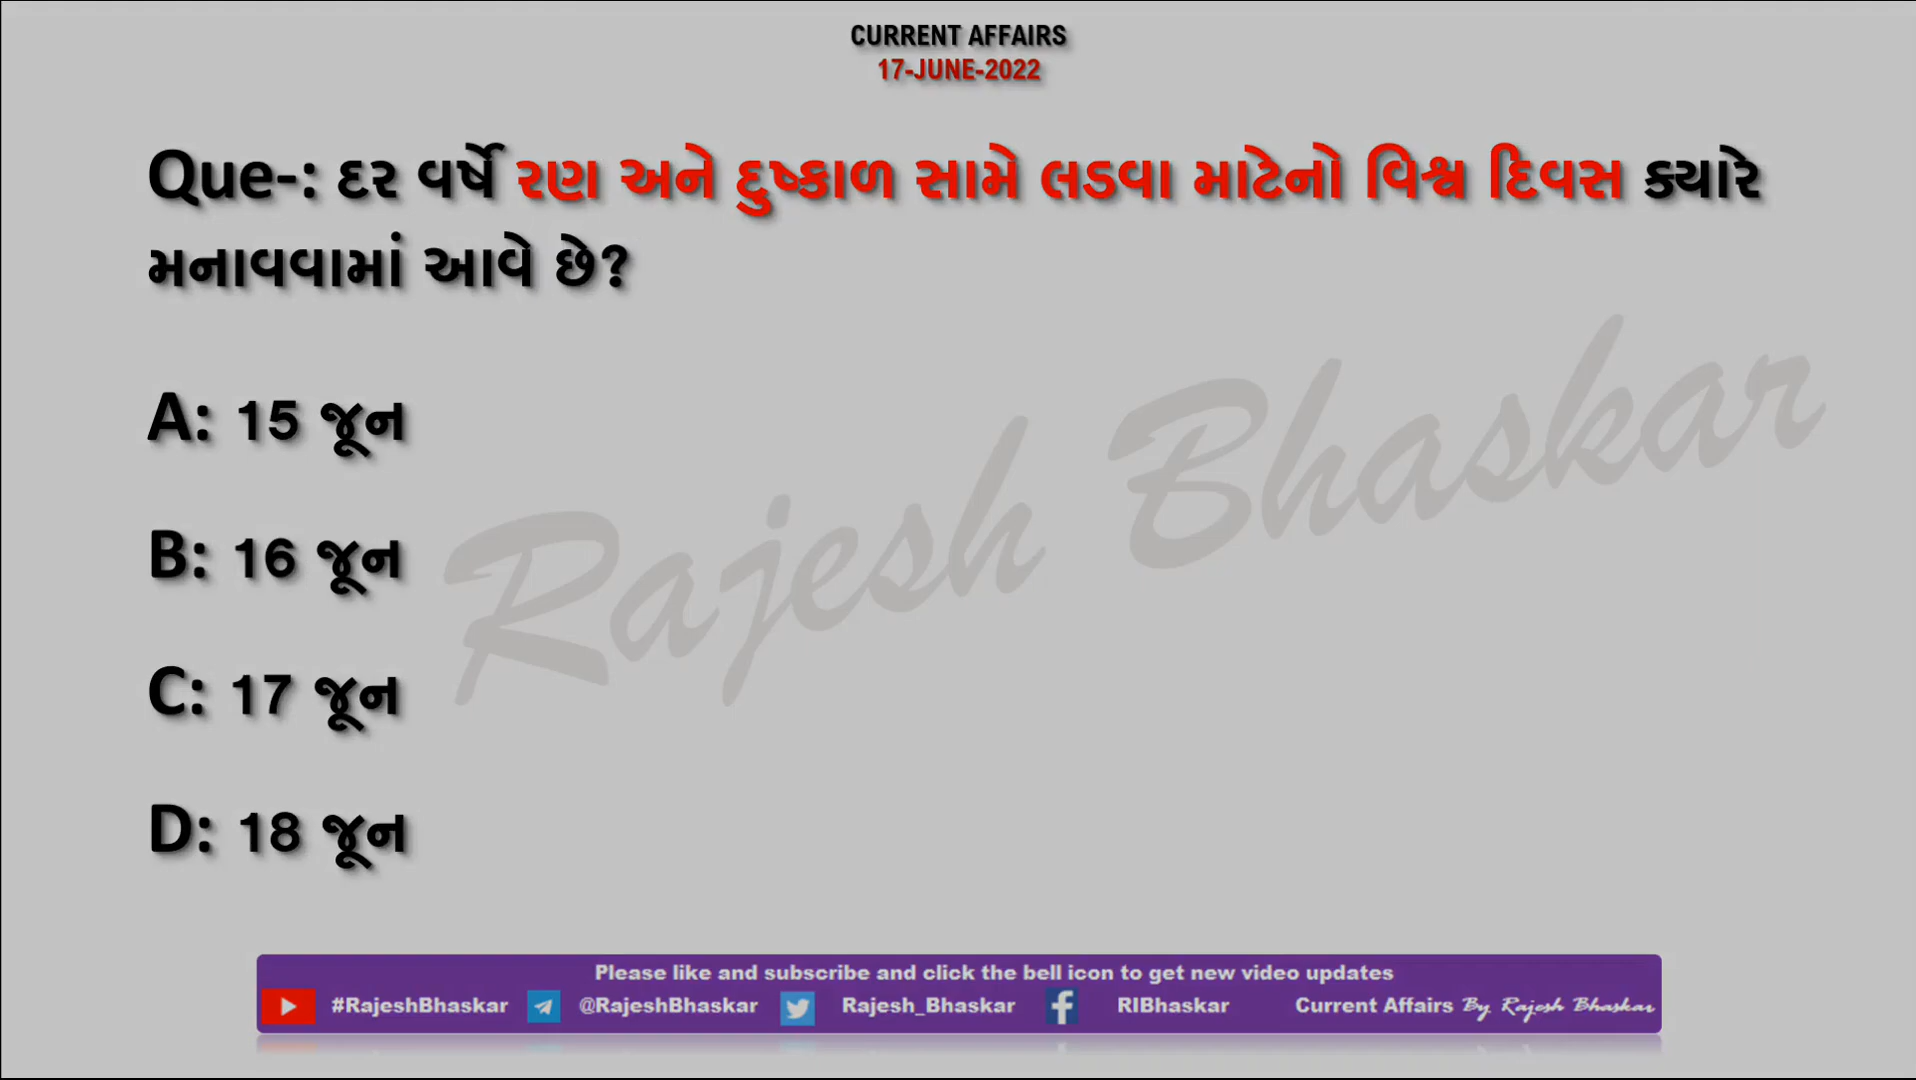 CURRENT AFFAIRS
17-JUNE-2022
Que-: દર વર્ષે રણ અને દુષ્કાળ સામે લડવા માટેનો વિશ્વ દિવસ ક્યારે
મનાવવામાં આવે છે?
A: 15 જૂન
B: 16 જૂન
C: 17 જૂન
D: 18 જૂન
Rajesh Bhaskar
Please like and subscribe and click the bell icon to get new video updates
#RajeshBhaskar @RajeshBhaskar Rajesh_Bhaskar RIBhaskar Current Affairs By Rajesh Bhaskar